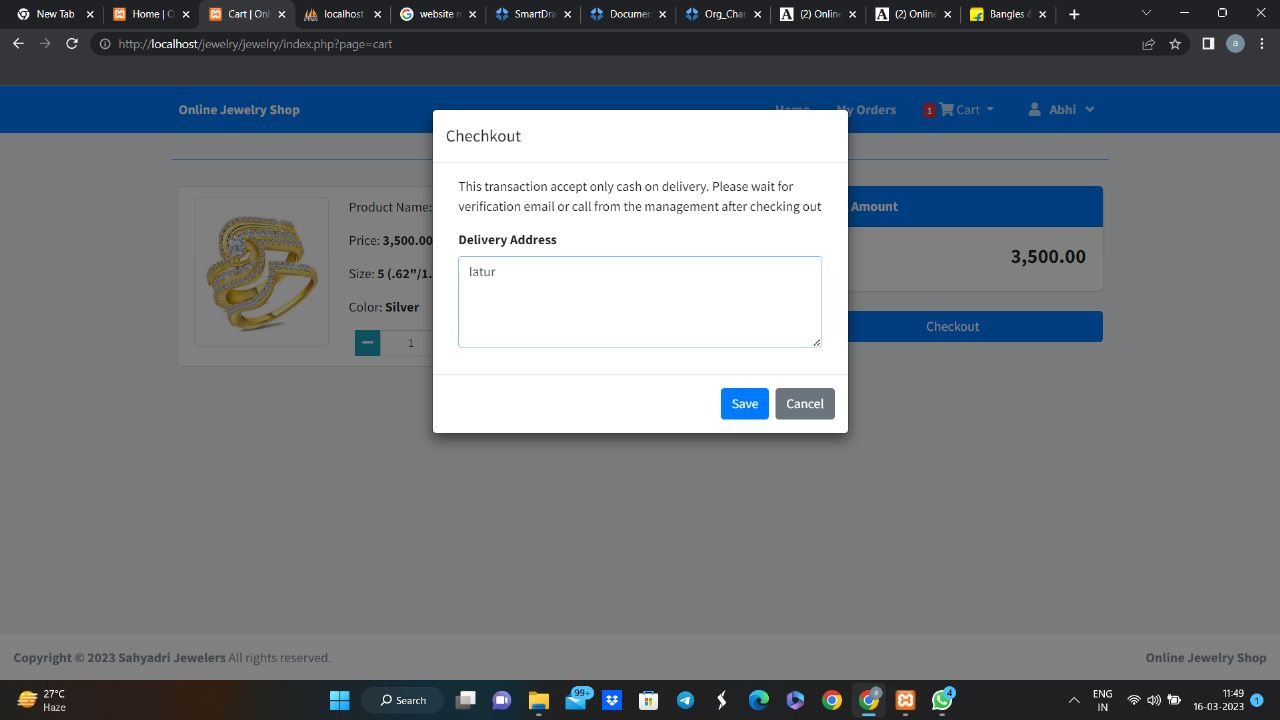 New Tab
Home | O
Cart | Onl
localhost
website n
SmartDra
Documen
Org_Char
(2) Online
(2) Online
Bangles &
http://localhost/jewelry/jewelry/index.php?page=cart
a
Online Jewelry Shop
Home
My Orders
1 Cart
Abhi
Chechkout
This transaction accept only cash on delivery. Please wait for
verification email or call from the management after checking out
Delivery Address
latur
Save
Cancel
Product Name:
Price: 3,500.00
Size: 5 (.62"/1.
Color: Silver
1
Amount
3,500.00
Checkout
Copyright © 2023 Sahyadri Jewelers All rights reserved.
Online Jewelry Shop
27°C
Haze
Search
99+
4
ENG
IN
11:49
16-03-2023
1